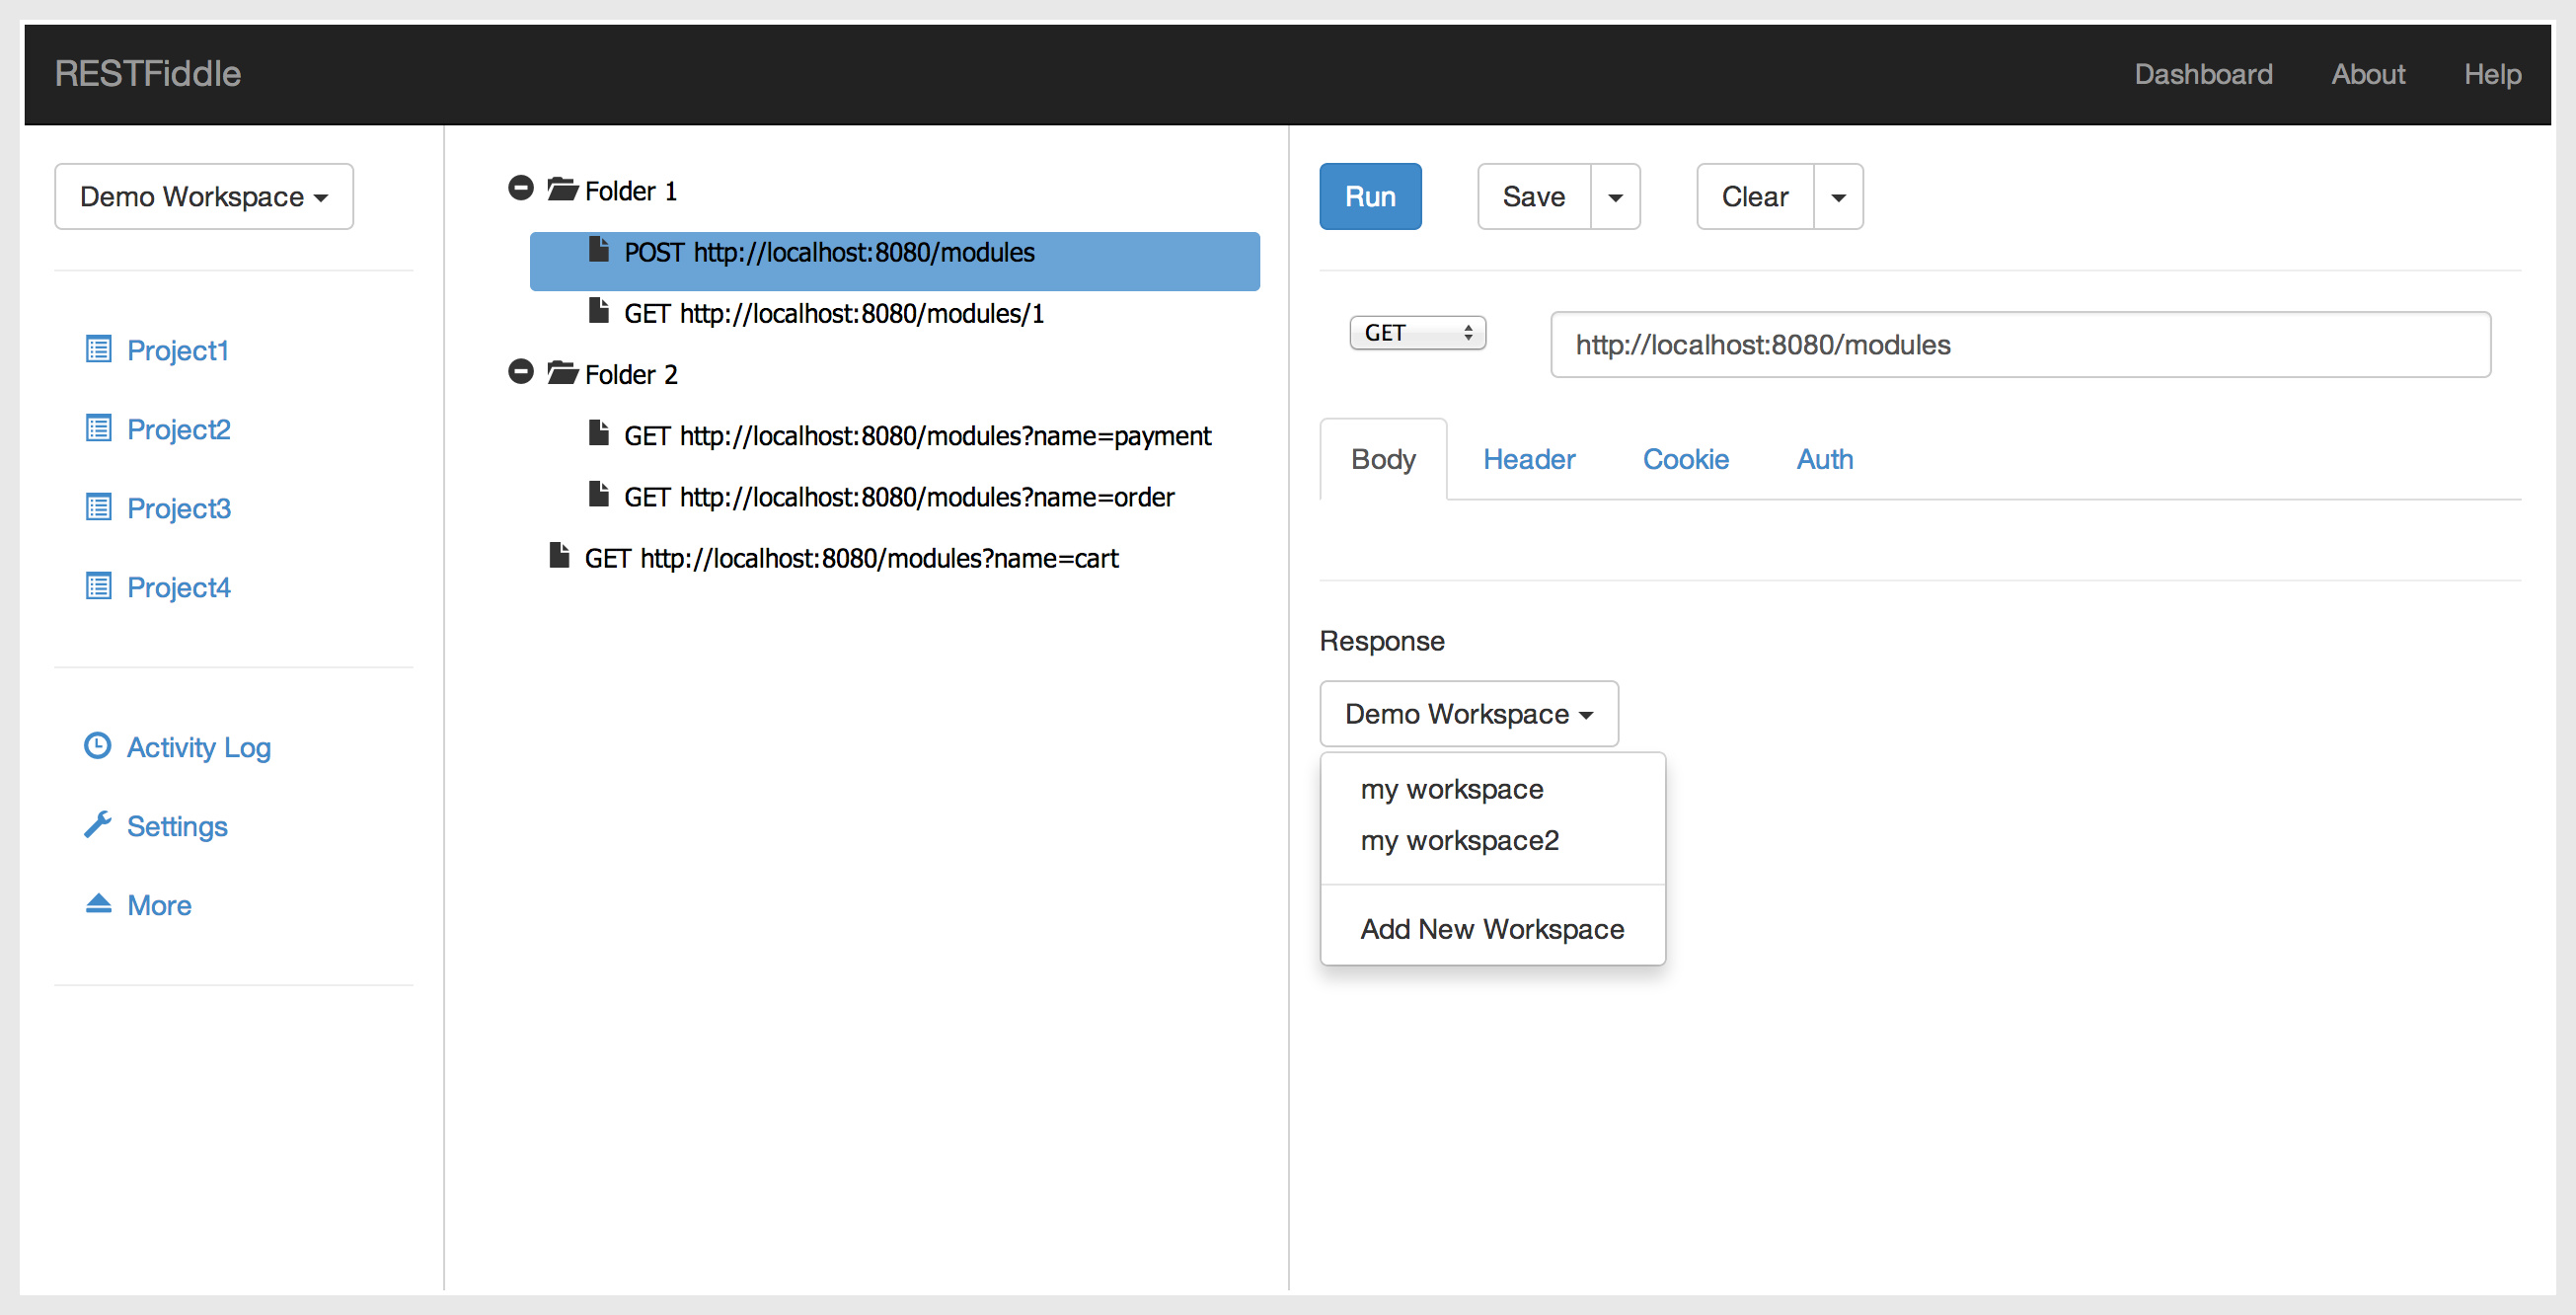 RESTFiddle
Dashboard About Help
Demo Workspace
Project1
Project2
Project3
Project4
Activity Log
Settings
More
Folder 1
POST http://localhost:8080/modules
GET http://localhost:8080/modules/1
Folder 2
GET http://localhost:8080/modules?name=payment
GET http://localhost:8080/modules?name=order
GET http://localhost:8080/modules?name=cart
Run Save Clear
GET http://localhost:8080/modules
Body Header Cookie Auth
Response
Demo Workspace
my workspace
my workspace2
Add New Workspace